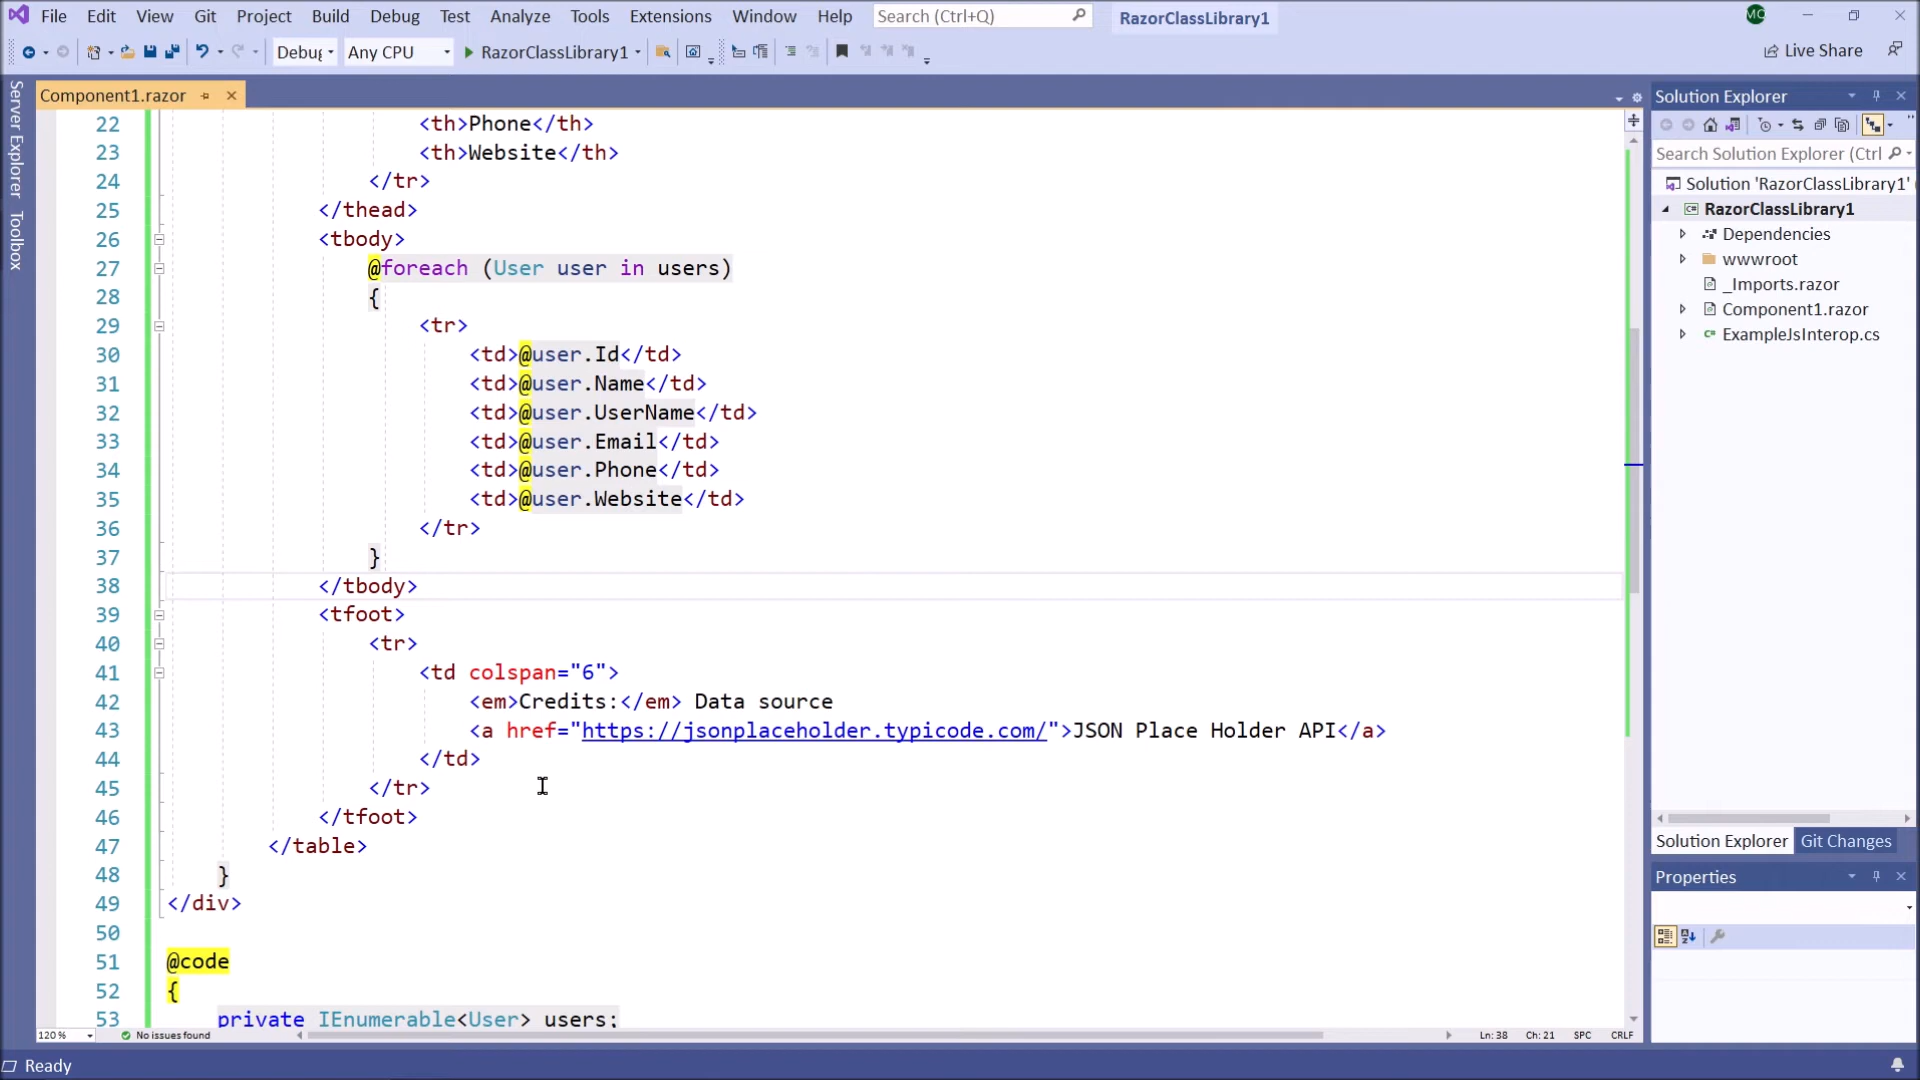 File Edit View Git Project Build Debug Test Analyze Tools Extensions Window Help Search (Ctrl+Q) RazorClassLibrary1 MC
Debug Any CPU RazorClassLibrary1 Live Share
Server Explorer
Toolbox
Component1.razor
22 <th>Phone</th>
23 <th>Website</th>
24 </tr>
25 </thead>
26 <tbody>
27 @foreach (User user in users)
28 {
29 <tr>
30 <td>@user.Id</td>
31 <td>@user.Name</td>
32 <td>@user.UserName</td>
33 <td>@user.Email</td>
34 <td>@user.Phone</td>
35 <td>@user.Website</td>
36 </tr>
37 }
38 </tbody>
39 <tfoot>
40 <tr>
41 <td colspan="6">
42 <em>Credits:</em> Data source
43 <a href="https://jsonplaceholder.typicode.com/">JSON Place Holder API</a>
44 </td>
45 </tr>
46 </tfoot>
47 </table>
48 }
49 </div>
50
51 @code
52 {
53 private IEnumerable<User> users;
120 % No issues found Ln: 38 Ch: 21 SPC CRLF
Solution Explorer
Search Solution Explorer (Ctrl
Solution 'RazorClassLibrary1' (
RazorClassLibrary1
Dependencies
wwwroot
_Imports.razor
Component1.razor
ExampleJsInterop.cs
Solution Explorer Git Changes
Properties
Ready